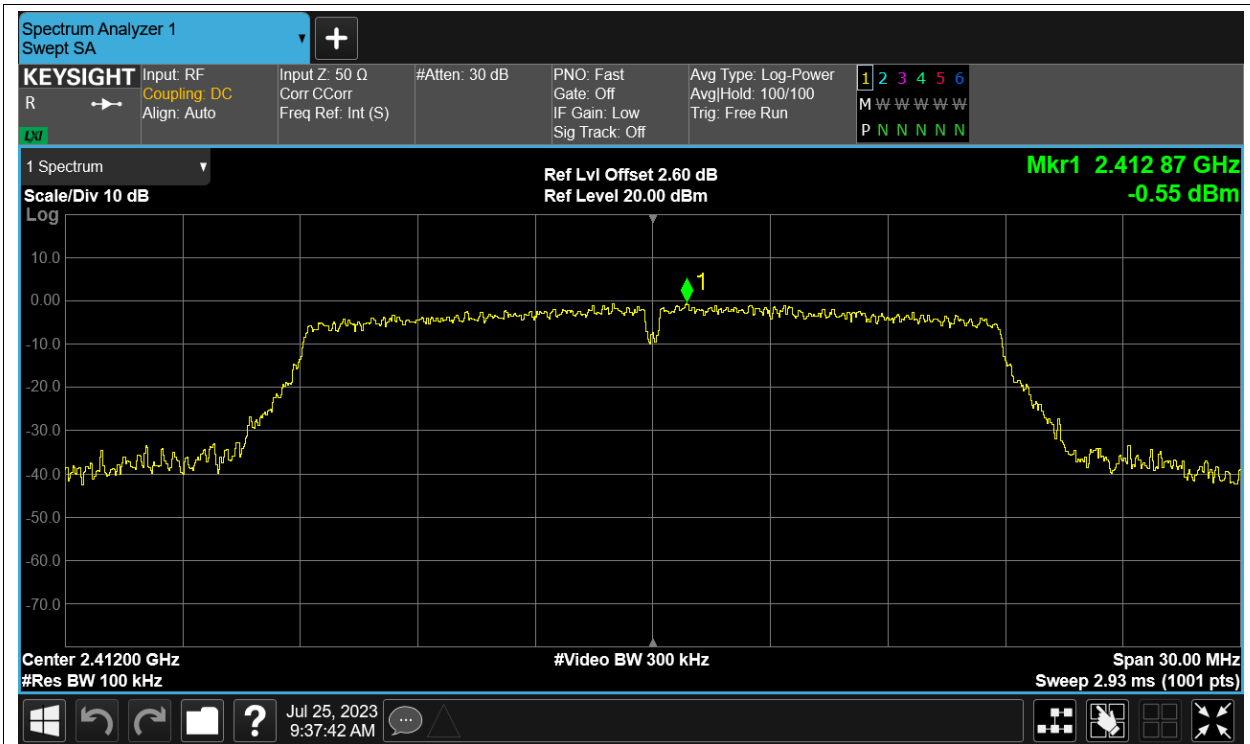 Spectrum Analyzer 1
Swept SA
KEYSIGHT
R
LXI
Input: RF
Coupling: DC
Align: Auto
Input Z: 50 Ω
Corr CCorr
Freq Ref: Int (S)
#Atten: 30 dB
PNO: Fast
Gate: Off
IF Gain: Low
Sig Track: Off
Avg Type: Log-Power
Avg|Hold: 100/100
Trig: Free Run
1 2 3 4 5 6
M W W W W W
P N N N N N
1 Spectrum
Scale/Div 10 dB
Ref Lvl Offset 2.60 dB
Ref Level 20.00 dBm
Mkr1 2.412 87 GHz
-0.55 dBm
Log
10.0
0.00
-10.0
-20.0
-30.0
-40.0
-50.0
-60.0
-70.0
1
Center 2.41200 GHz
#Res BW 100 kHz
#Video BW 300 kHz
Span 30.00 MHz
Sweep 2.93 ms (1001 pts)
?
Jul 25, 2023
9:37:42 AM